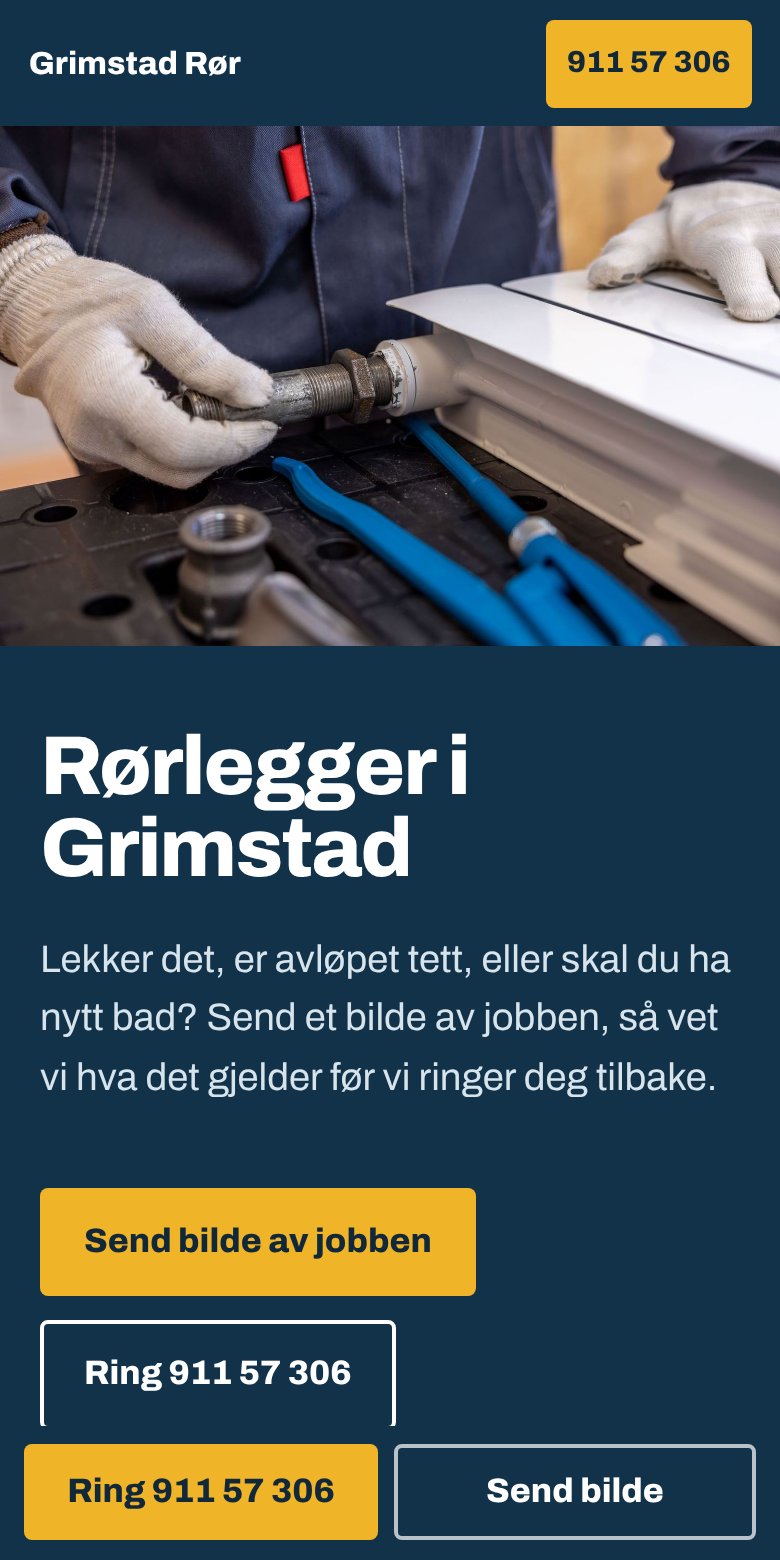 Grimstad Rør
911 57 306
Rørlegger i
Grimstad
Lekker det, er avløpet tett, eller skal du ha
nytt bad? Send et bilde av jobben, så vet
vi hva det gjelder før vi ringer deg tilbake.
Send bilde av jobben
Ring 911 57 306
Ring 911 57 306
Send bilde